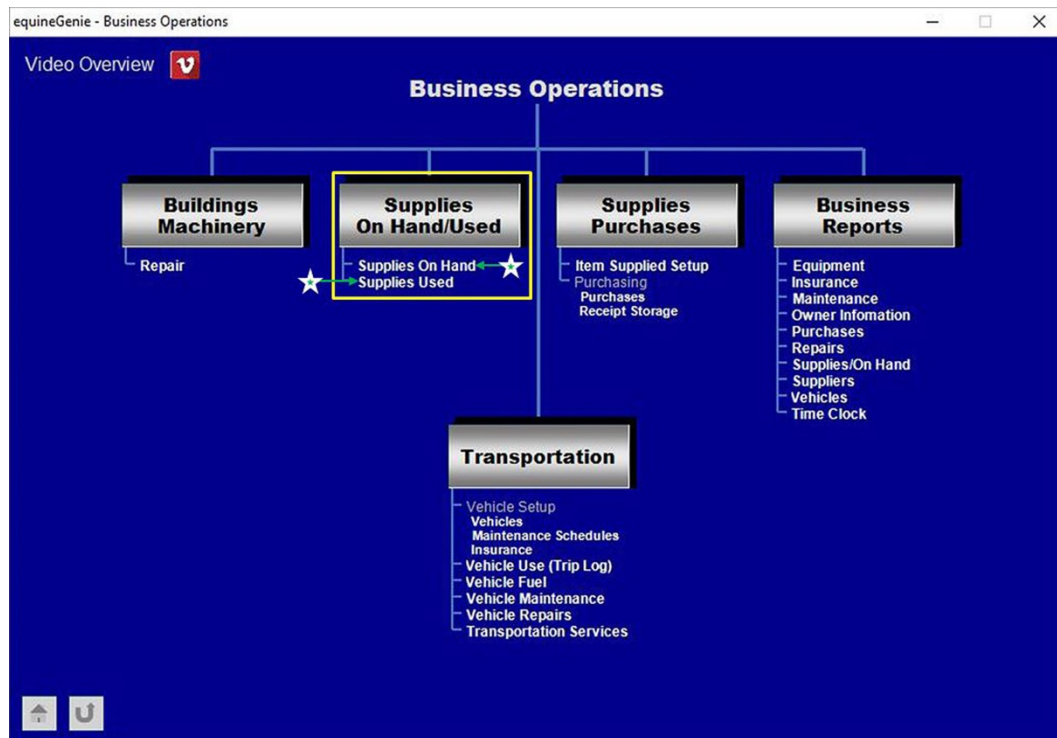 equineGenie - Business Operations
Video Overview
Business Operations
Buildings
Machinery
Repair
Supplies
On Hand/Used
Supplies On Hand
Supplies Used
Supplies
Purchases
Item Supplied Setup
Purchasing
Purchases
Receipt Storage
Business
Reports
Equipment
Insurance
Maintenance
Owner Infomation
Purchases
Repairs
Supplies/On Hand
Suppliers
Vehicles
Time Clock
Transportation
Vehicle Setup
Vehicles
Maintenance Schedules
Insurance
Vehicle Use (Trip Log)
Vehicle Fuel
Vehicle Maintenance
Vehicle Repairs
Transportation Services